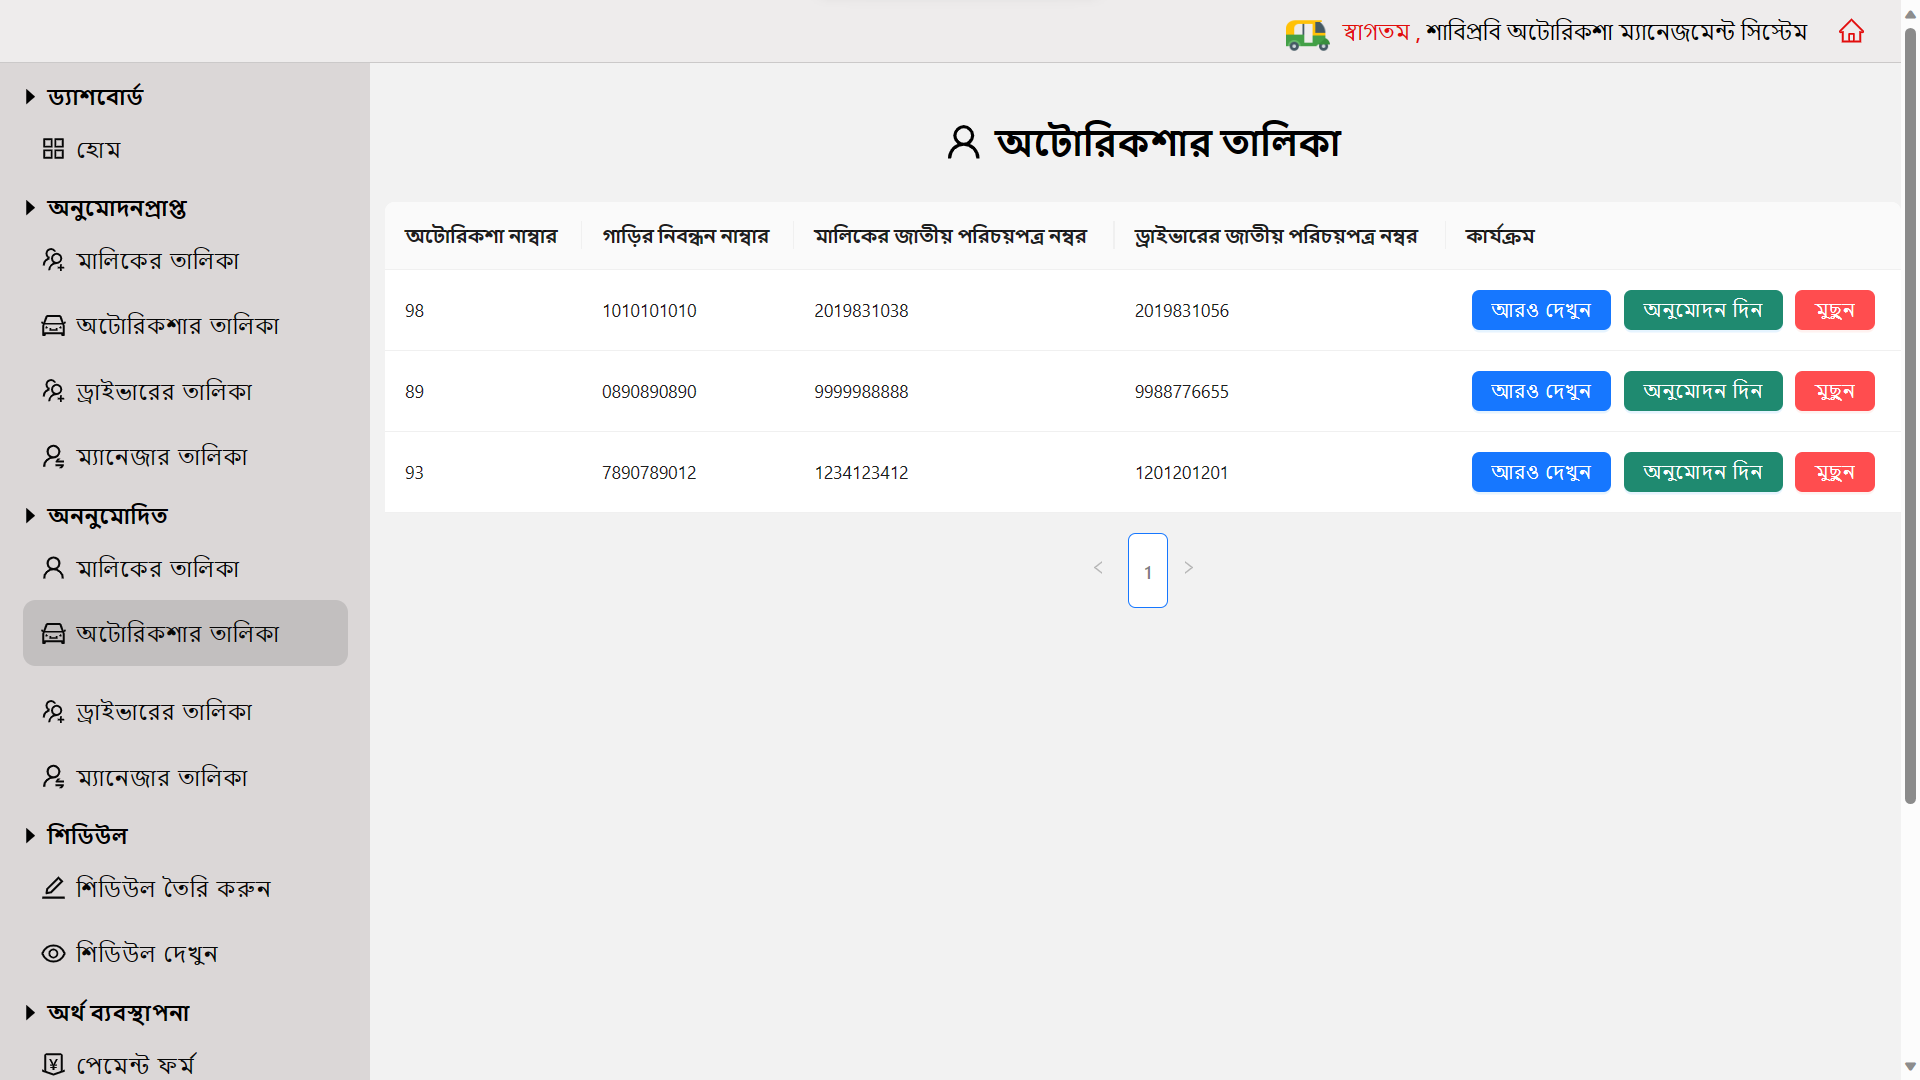 স্বাগতম , শাবিপ্রবি অটোরিকশা ম্যানেজমেন্ট সিস্টেম
ড্যাশবোর্ড
হোম
অনুমোদনপ্রাপ্ত
মালিকের তালিকা
অটোরিকশার তালিকা
ড্রাইভারের তালিকা
ম্যানেজার তালিকা
অননুমোদিত
মালিকের তালিকা
অটোরিকশার তালিকা
ড্রাইভারের তালিকা
ম্যানেজার তালিকা
শিডিউল
শিডিউল তৈরি করুন
শিডিউল দেখুন
অর্থ ব্যবস্থাপনা
পেমেন্ট ফর্ম
অটোরিকশার তালিকা
অটোরিকশা নাম্বার গাড়ির নিবন্ধন নাম্বার মালিকের জাতীয় পরিচয়পত্র নম্বর ড্রাইভারের জাতীয় পরিচয়পত্র নম্বর কার্যক্রম
98 1010101010 2019831038 2019831056 আরও দেখুন অনুমোদন দিন মুছুন
89 0890890890 9999988888 9988776655 আরও দেখুন অনুমোদন দিন মুছুন
93 7890789012 1234123412 1201201201 আরও দেখুন অনুমোদন দিন মুছুন
1